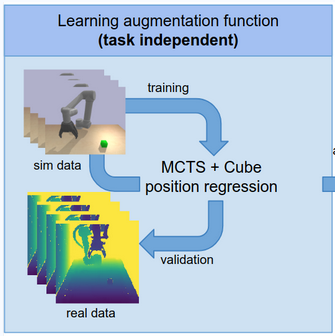 Learning augmentation function
(task independent)
training
sim data
MCTS + Cube
position regression
validation
real data